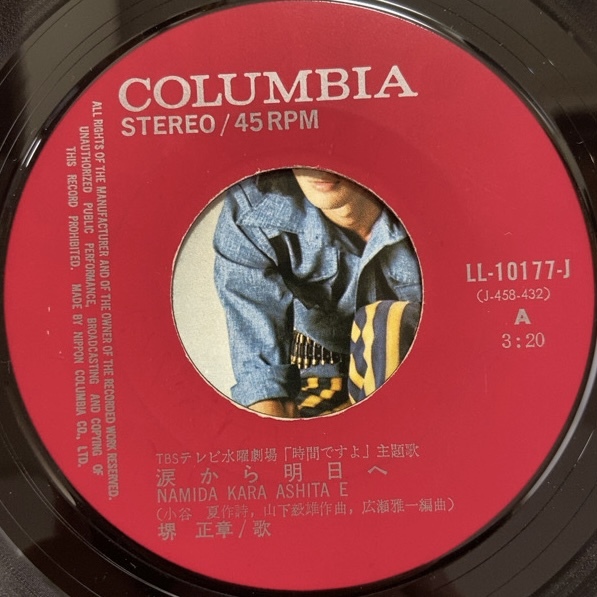 COLUMBIA
STEREO/45RPM
ALL RIGHTS OF THE MANUFACTURER AND OF THE OWNER OF THE RECORDED WORK RESERVED.
UNAUTHORIZED PUBLIC PERFORMANCE, BROADCASTING AND COPYING OF
THIS RECORD PROHIBITED. MADE BY NIPPON COLUMBIA CO., LTD.
LL-10177-J
(J-458-432)
A
3:20
TBSテレビ水曜劇場「時間ですよ」主題歌
涙から明日へ
NAMIDA KARA ASHITA E
(小谷 夏作詩, 山下毅雄作曲, 広瀬雅一編曲)
堺 正章/歌